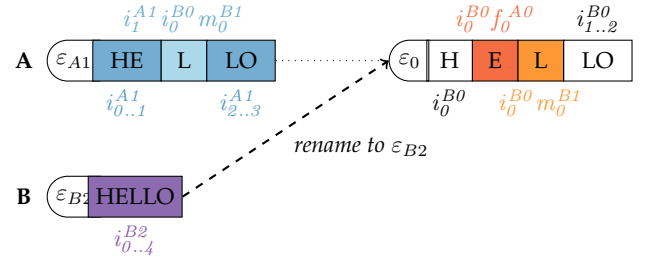 i_1^{A1} i_0^{B0} m_0^{B1} i_0^{B0} f_0^{A0} i_{1..2}^{B0}
A ε_{A1} HE L LO ε_0 H E L LO
i_{0..1}^{A1} i_{2..3}^{A1} i_0^{B0} i_0^{B0} m_0^{B1}
rename to ε_{B2}
B ε_{B2} HELLO
i_{0..4}^{B2}